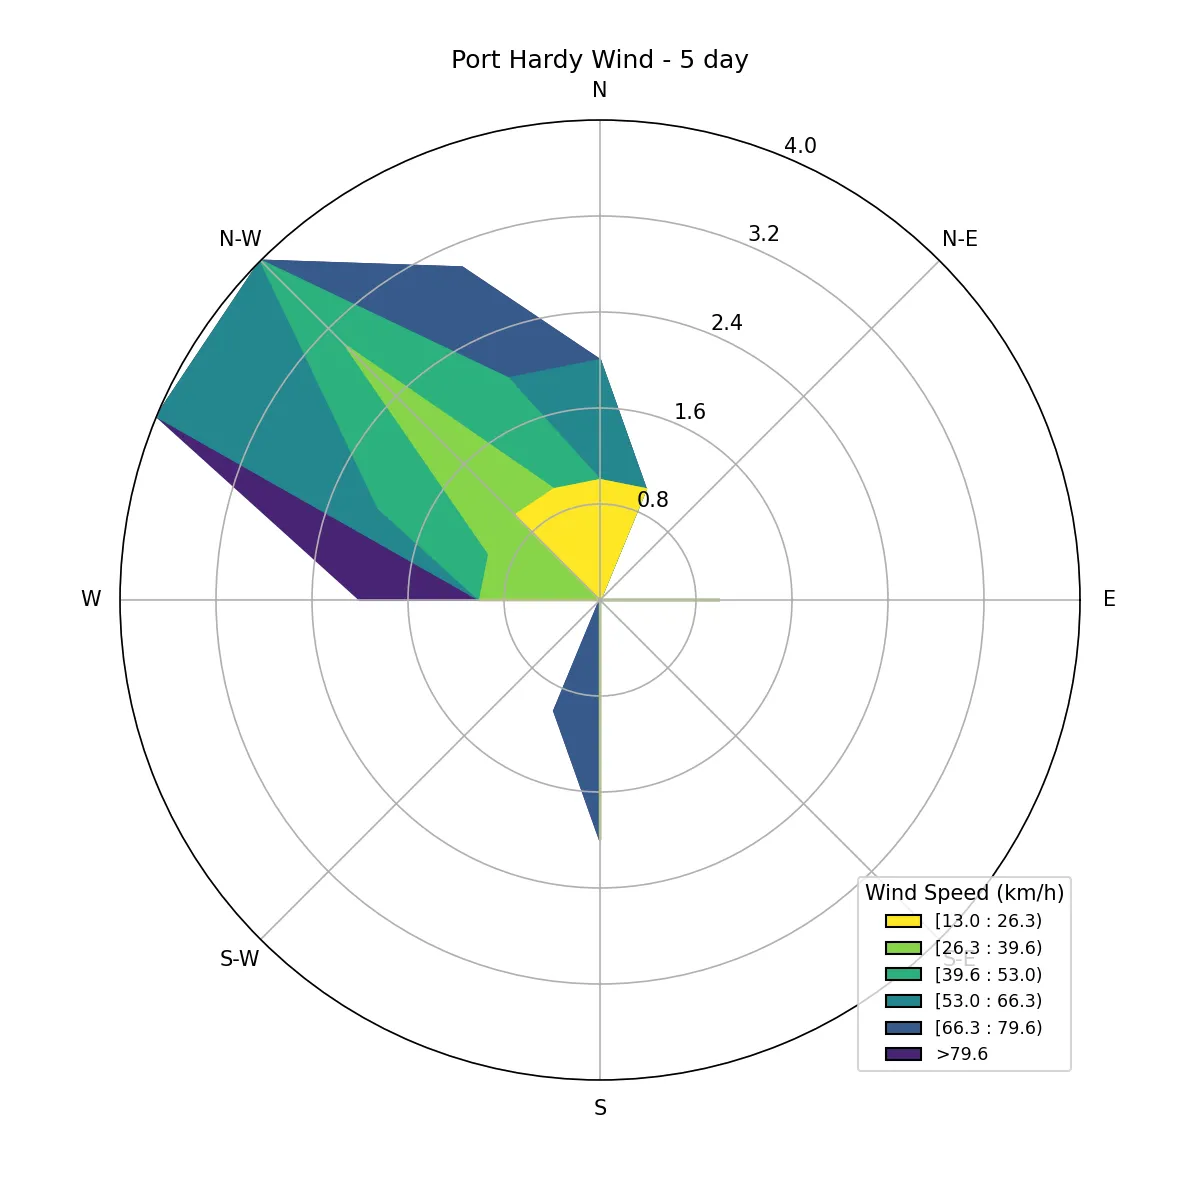 Port Hardy Wind - 5 day
N
4.0
N-W
3.2
N-E
2.4
1.6
0.8
W
E
Wind Speed (km/h)
[13.0 : 26.3)
[26.3 : 39.6)
S-W
S-E
[39.6 : 53.0)
[53.0 : 66.3)
[66.3 : 79.6)
>79.6
S